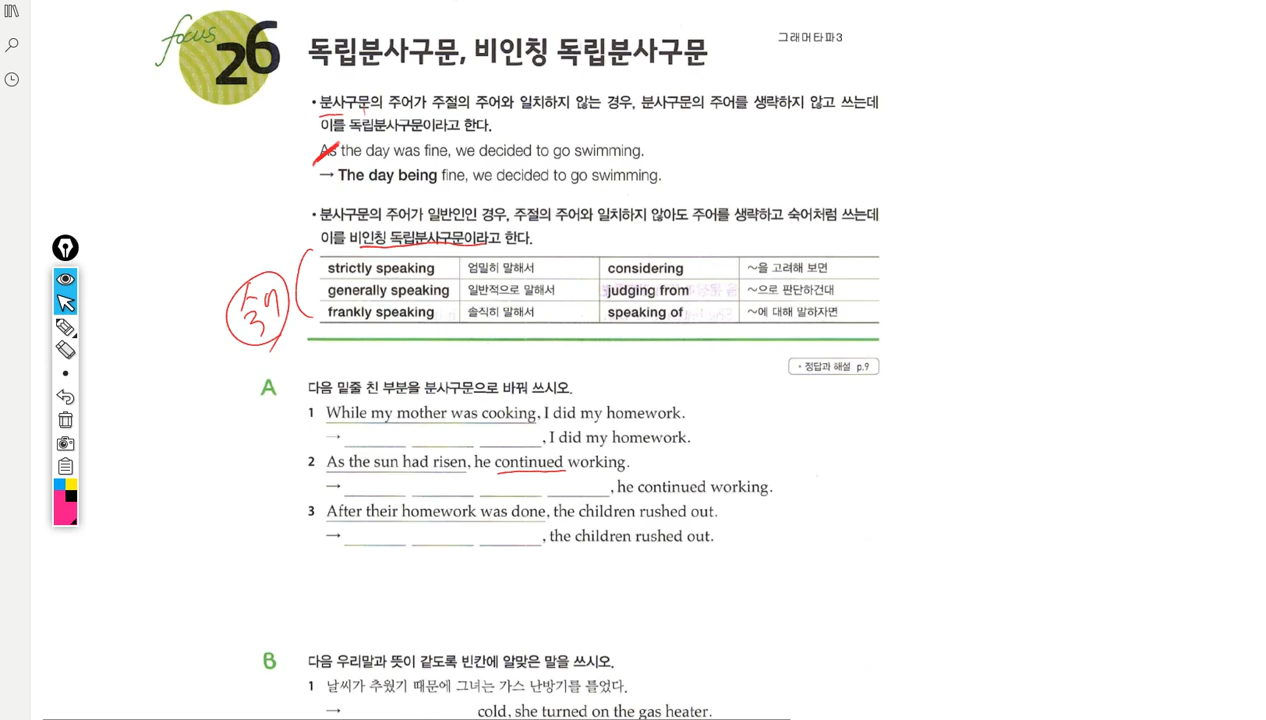 focus 26
독립분사구문, 비인칭 독립분사구문
그래머타파3
• 분사구문의 주어가 주절의 주어와 일치하지 않는 경우, 분사구문의 주어를 생략하지 않고 쓰는데
이를 독립분사구문이라고 한다.
As the day was fine, we decided to go swimming.
→ The day being fine, we decided to go swimming.
• 분사구문의 주어가 일반인인 경우, 주절의 주어와 일치하지 않아도 주어를 생략하고 숙어처럼 쓰는데
이를 비인칭 독립분사구문이라고 한다.
strictly speaking 엄밀히 말해서 considering ~을 고려해 보면
generally speaking 일반적으로 말해서 judging from ~으로 판단하건대
frankly speaking 솔직히 말해서 speaking of ~에 대해 말하자면
숙어
• 정답과 해설 p.9
A 다음 밑줄 친 부분을 분사구문으로 바꿔 쓰시오.
1 While my mother was cooking, I did my homework.
→ ______ ______ ______, I did my homework.
2 As the sun had risen, he continued working.
→ ______ ______ ______ ______, he continued working.
3 After their homework was done, the children rushed out.
→ ______ ______ ______, the children rushed out.
B 다음 우리말과 뜻이 같도록 빈칸에 알맞은 말을 쓰시오.
1 날씨가 추웠기 때문에 그녀는 가스 난방기를 틀었다.
→ cold, she turned on the gas heater.